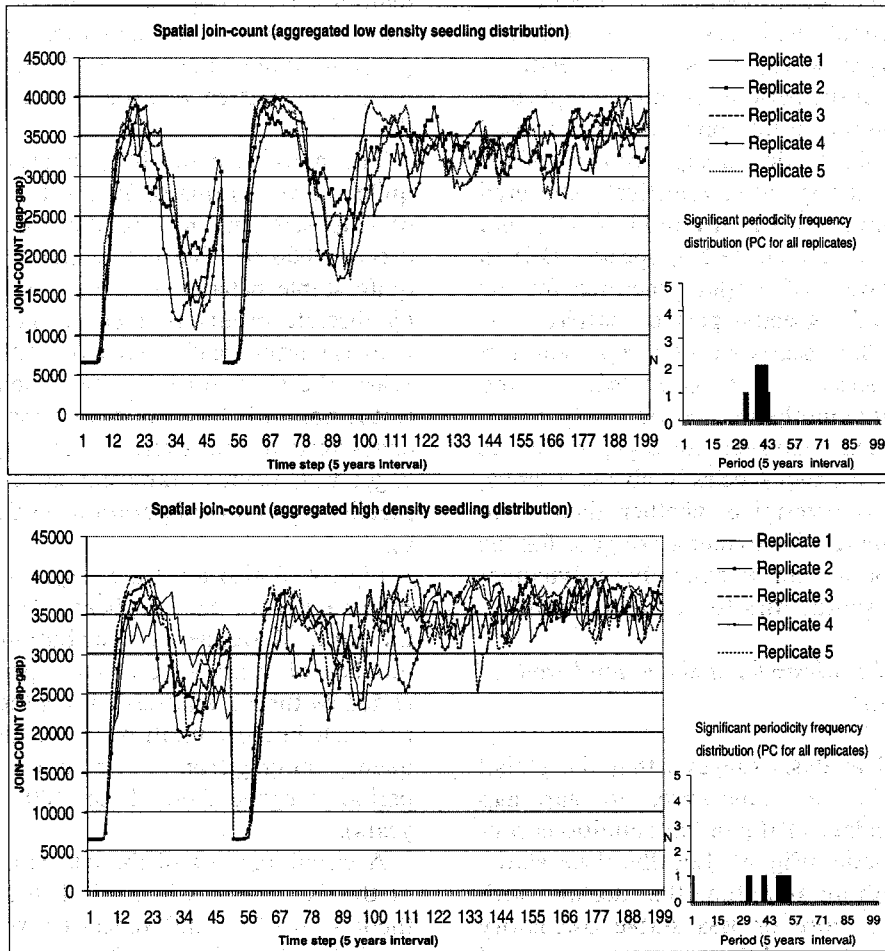 Spatial join-count (aggregated low density seedling distribution)
JOIN-COUNT (gap-gap)
45000
40000
35000
30000
25000
20000
15000
10000
5000
0
1 12 23 34 45 56 67 78 89 100 111 122 133 144 155 166 177 188 199
Time step (5 years interval)
Replicate 1
Replicate 2
Replicate 3
Replicate 4
Replicate 5
Significant periodicity frequency
distribution (PC for all replicates)
N
5
4
3
2
1
0
1 15 29 43 57 71 85 99
Period (5 years interval)
Spatial join-count (aggregated high density seedling distribution)
JOIN-COUNT (gap-gap)
45000
40000
35000
30000
25000
20000
15000
10000
5000
0
1 12 23 34 45 56 67 78 89 100 111 122 133 144 155 166 177 188 199
Time step (5 years interval)
Replicate 1
Replicate 2
Replicate 3
Replicate 4
Replicate 5
Significant periodicity frequency
distribution (PC for all replicates)
N
5
4
3
2
1
0
1 15 29 43 57 71 85 99
Period (5 years interval)